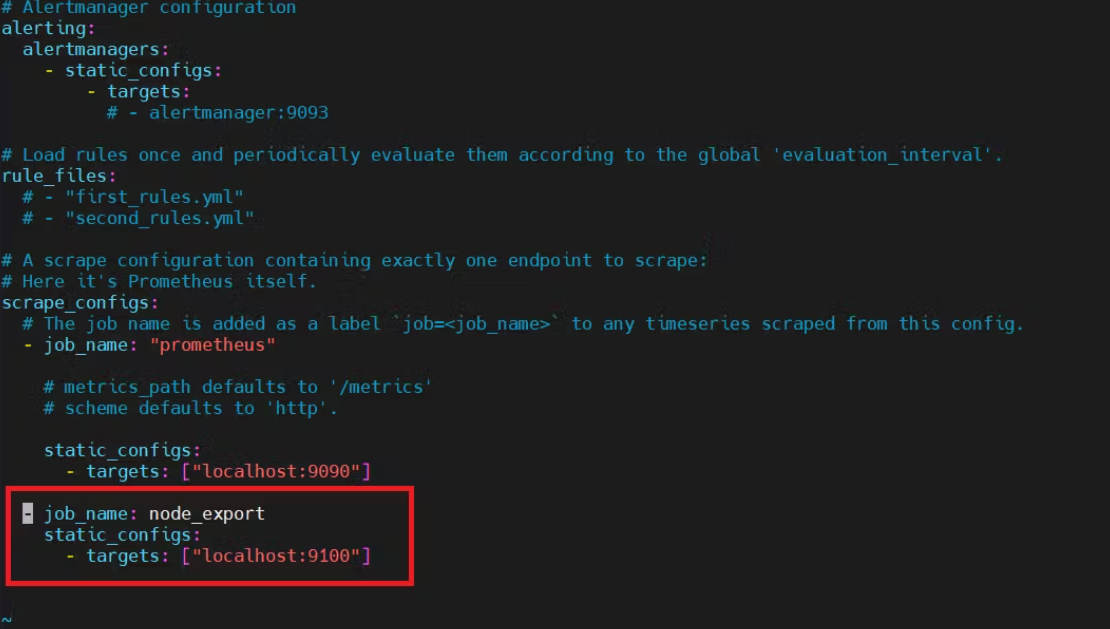 # Alertmanager configuration
alerting:
  alertmanagers:
    - static_configs:
        - targets:
          # - alertmanager:9093
# Load rules once and periodically evaluate them according to the global 'evaluation_interval'.
rule_files:
  # - "first_rules.yml"
  # - "second_rules.yml"
# A scrape configuration containing exactly one endpoint to scrape:
# Here it's Prometheus itself.
scrape_configs:
  # The job name is added as a label `job=<job_name>` to any timeseries scraped from this config.
  - job_name: "prometheus"
    # metrics_path defaults to '/metrics'
    # scheme defaults to 'http'.
    static_configs:
      - targets: ["localhost:9090"]
  - job_name: node_export
    static_configs:
      - targets: ["localhost:9100"]
~